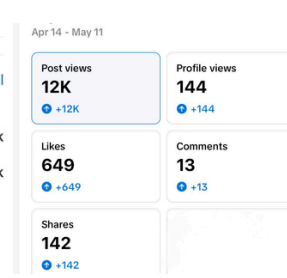 Apr 14 - May 11
Post views
12K
+12K
Profile views
144
+144
Likes
649
+649
Comments
13
+13
Shares
142
+142